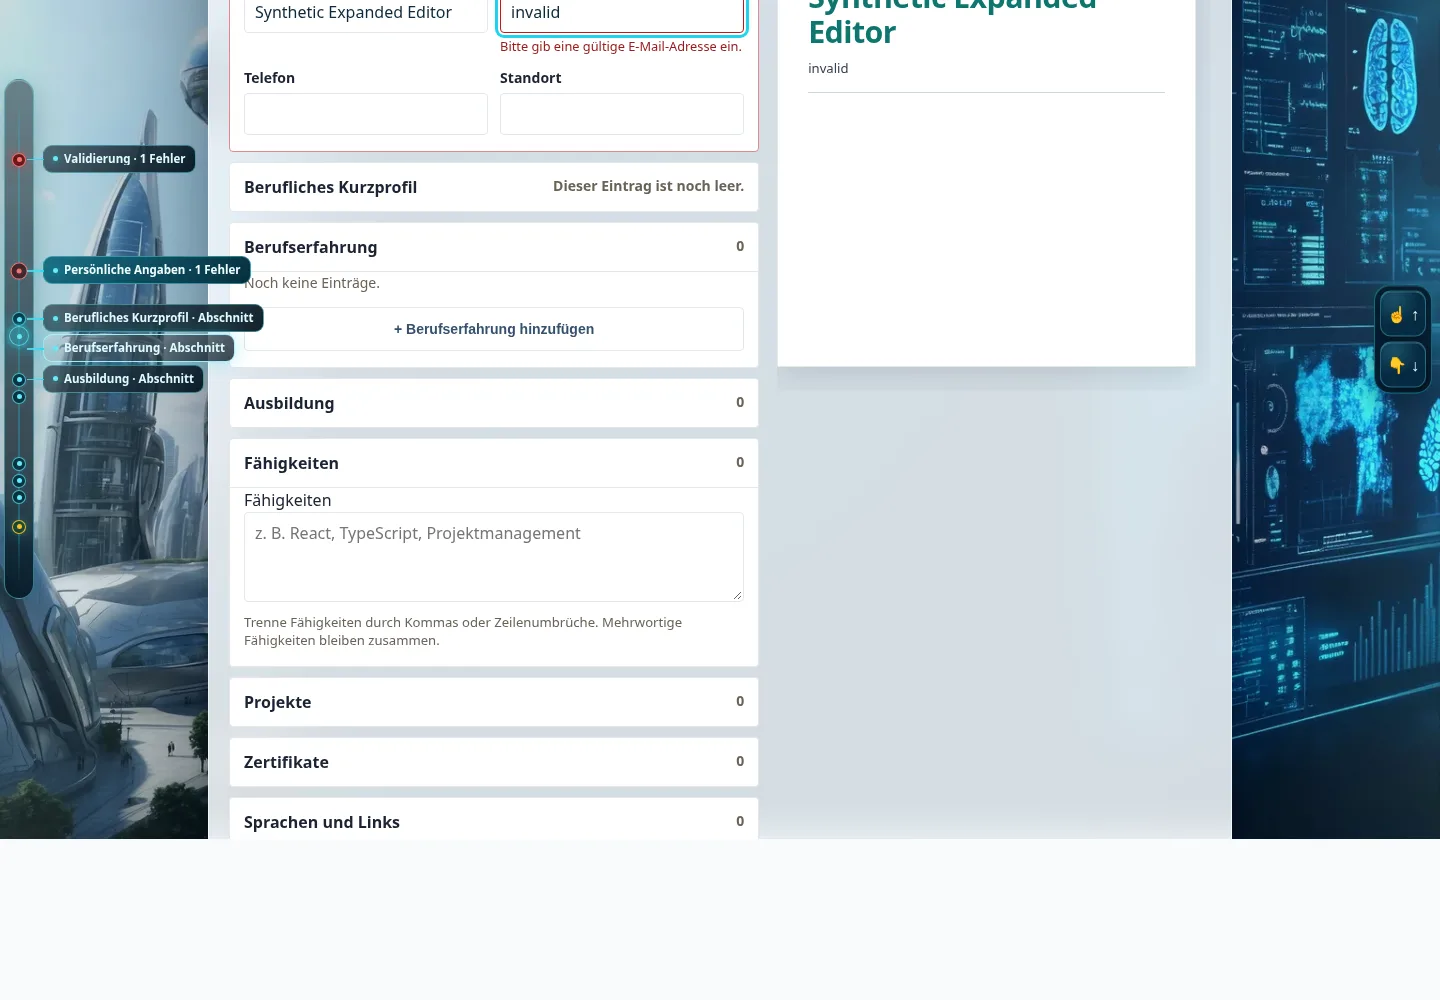 Synthetic Expanded Editor
invalid
Bitte gib eine gültige E-Mail-Adresse ein.
Telefon
Standort
Berufliches Kurzprofil
Dieser Eintrag ist noch leer.
Berufserfahrung
0
Noch keine Einträge.
+ Berufserfahrung hinzufügen
Ausbildung
0
Fähigkeiten
0
Fähigkeiten
z. B. React, TypeScript, Projektmanagement
Trenne Fähigkeiten durch Kommas oder Zeilenumbrüche. Mehrwortige
Fähigkeiten bleiben zusammen.
Projekte
0
Zertifikate
0
Sprachen und Links
0
Validierung · 1 Fehler
Persönliche Angaben · 1 Fehler
Berufliches Kurzprofil · Abschnitt
Berufserfahrung · Abschnitt
Ausbildung · Abschnitt
Synthetic Expanded
Editor
invalid
☝ ↑
👇 ↓